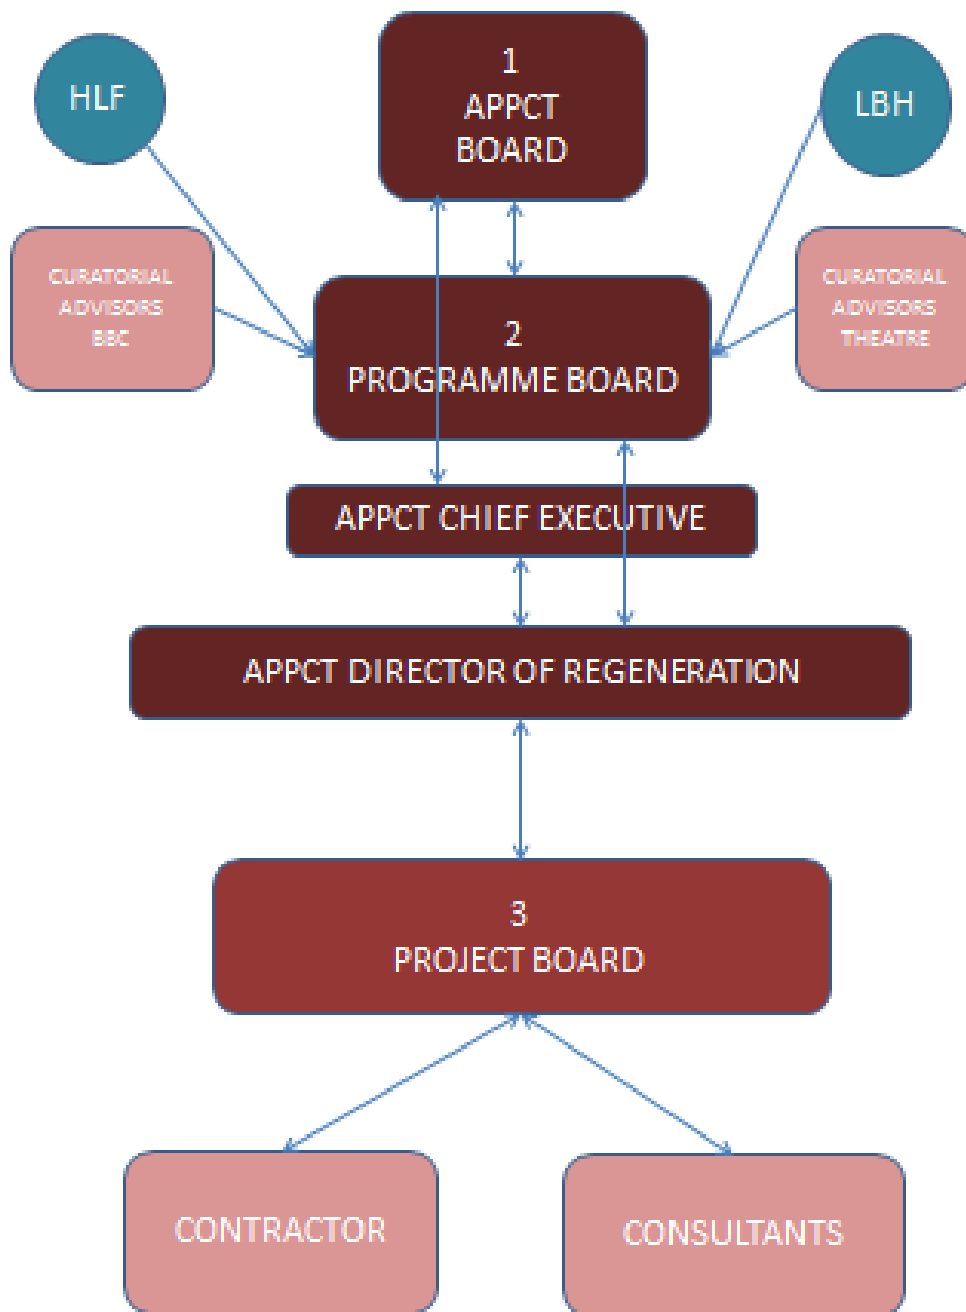 HLF
1
APPCT
BOARD
LBH
CURATORIAL
ADVISORS
BBC
2
PROGRAMME BOARD
CURATORIAL
ADVISORS
THEATRE
APPCT CHIEF EXECUTIVE
APPCT DIRECTOR OF REGENERATION
3
PROJECT BOARD
CONTRACTOR
CONSULTANTS